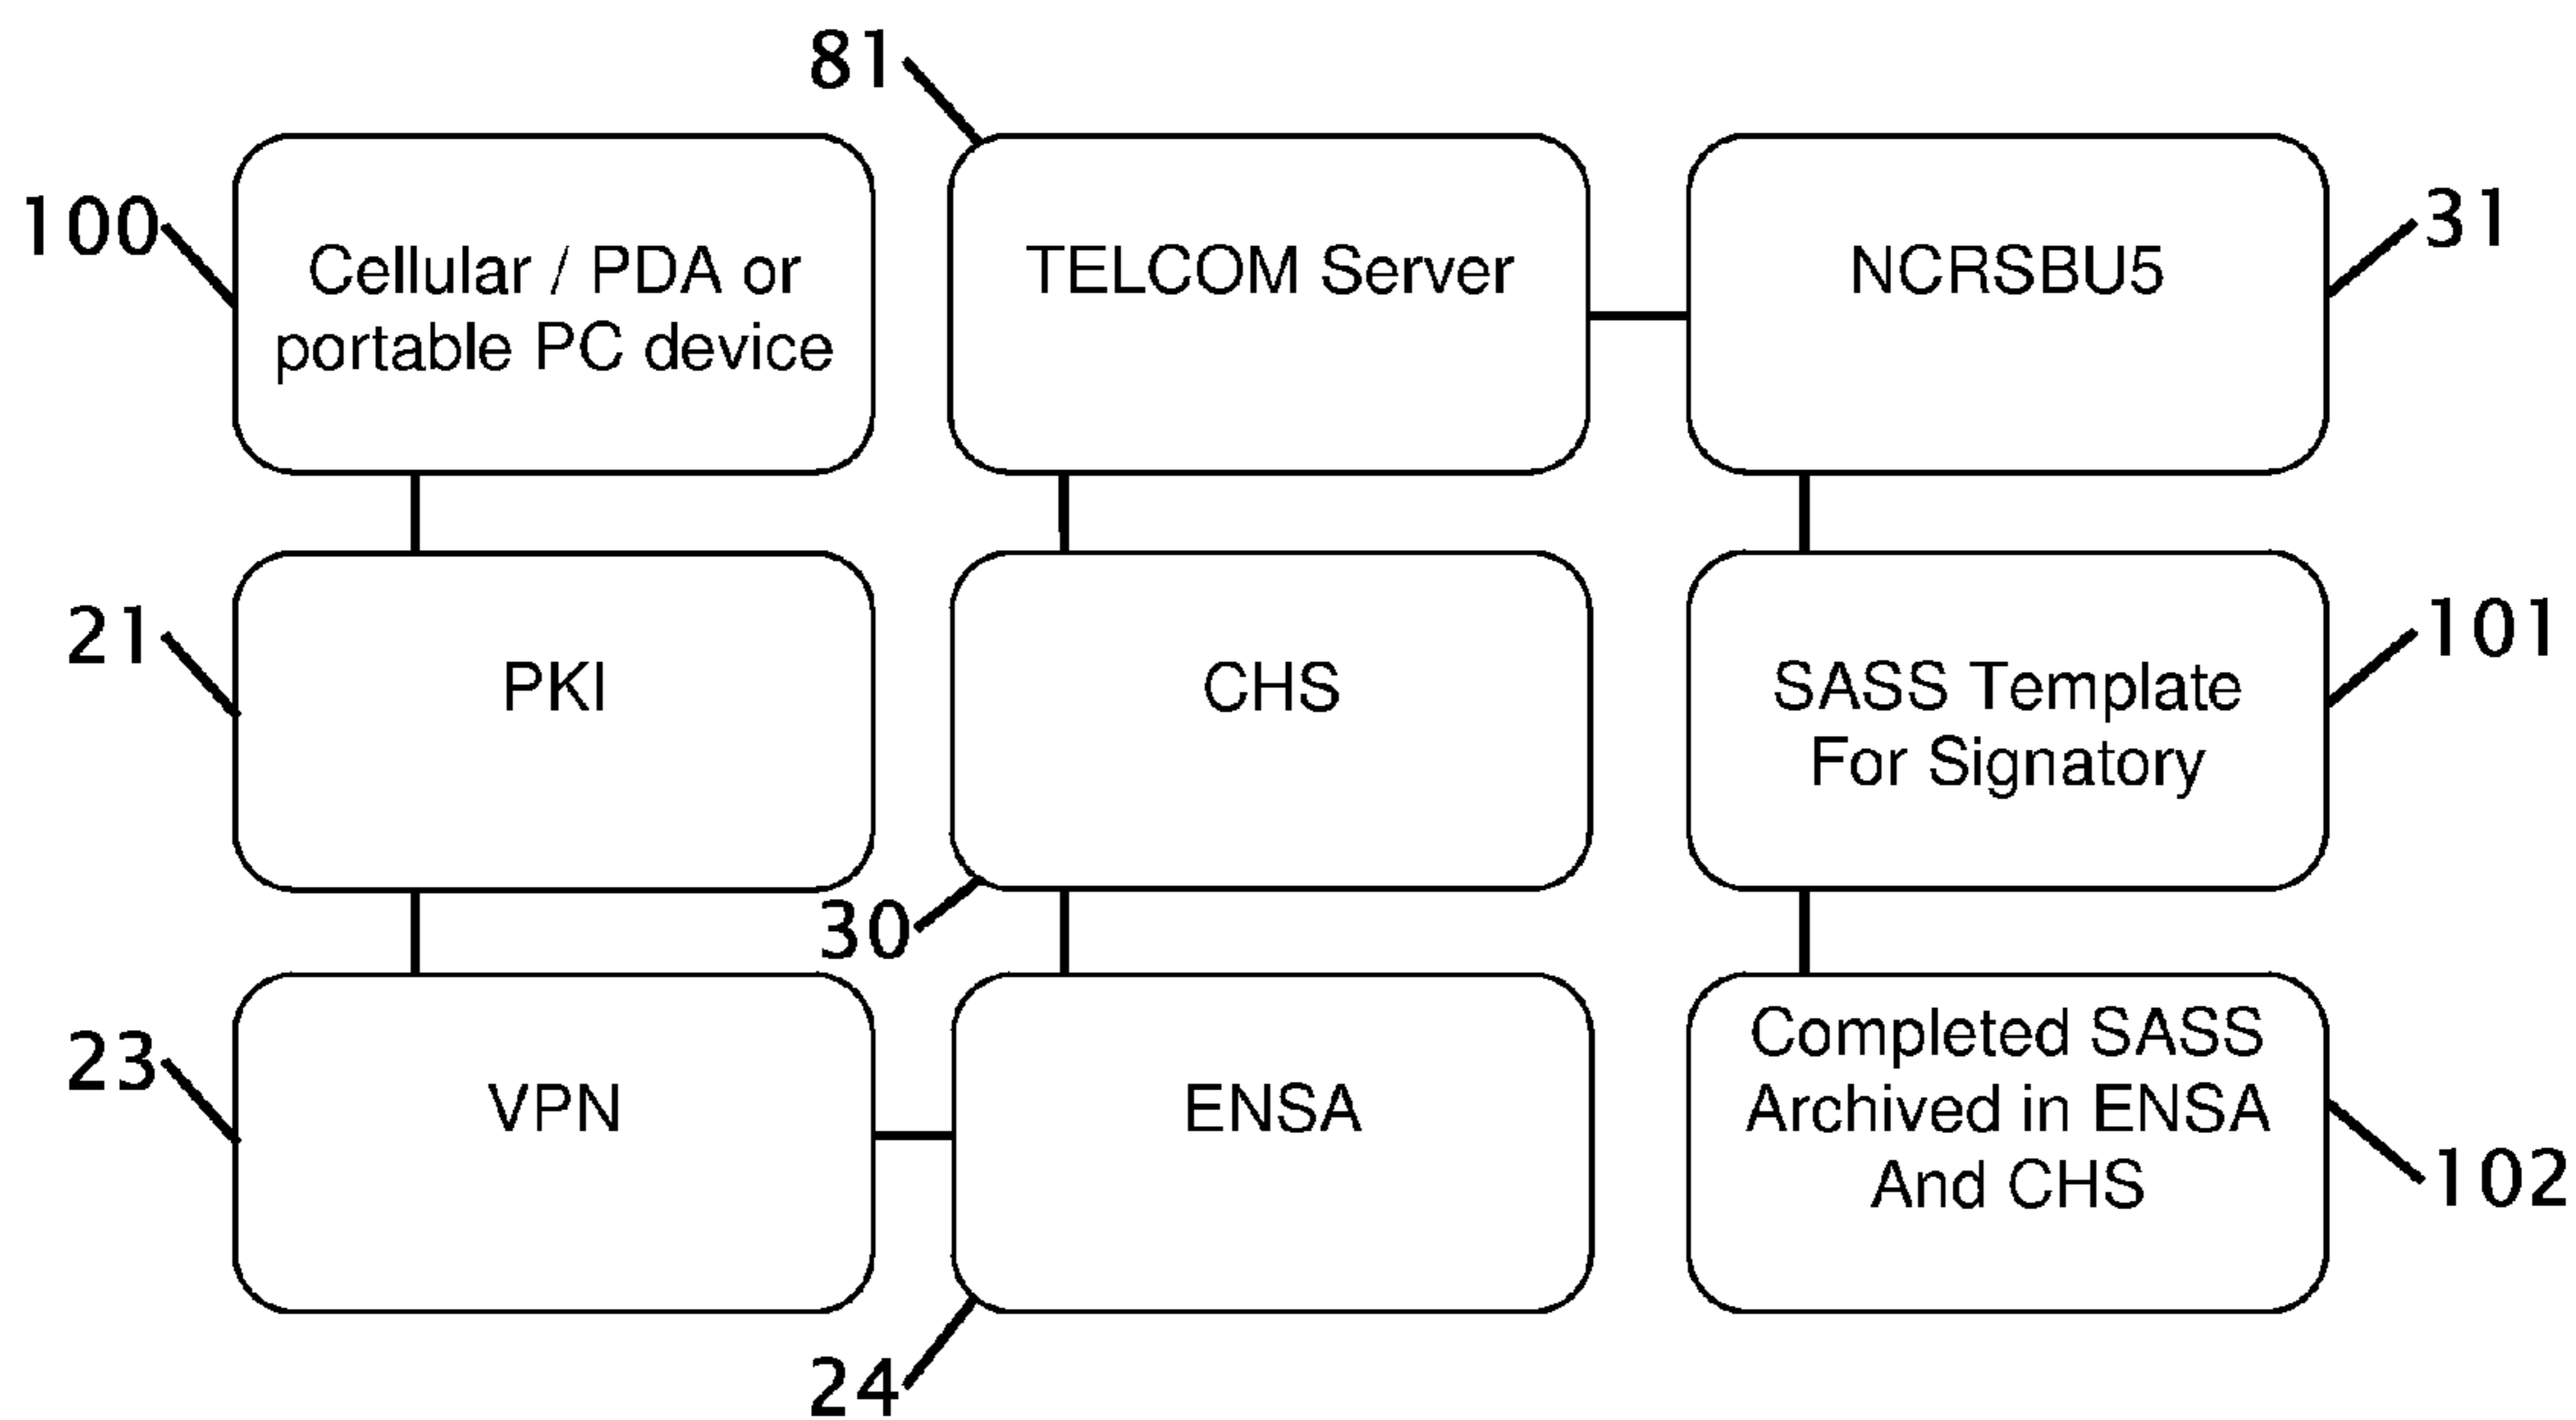 81
100
Cellular / PDA or
portable PC device
TELCOM Server
NCRSBU5
31
21
PKI
CHS
30
SASS Template
For Signatory
101
23
VPN
ENSA
24
Completed SASS
Archived in ENSA
And CHS
102